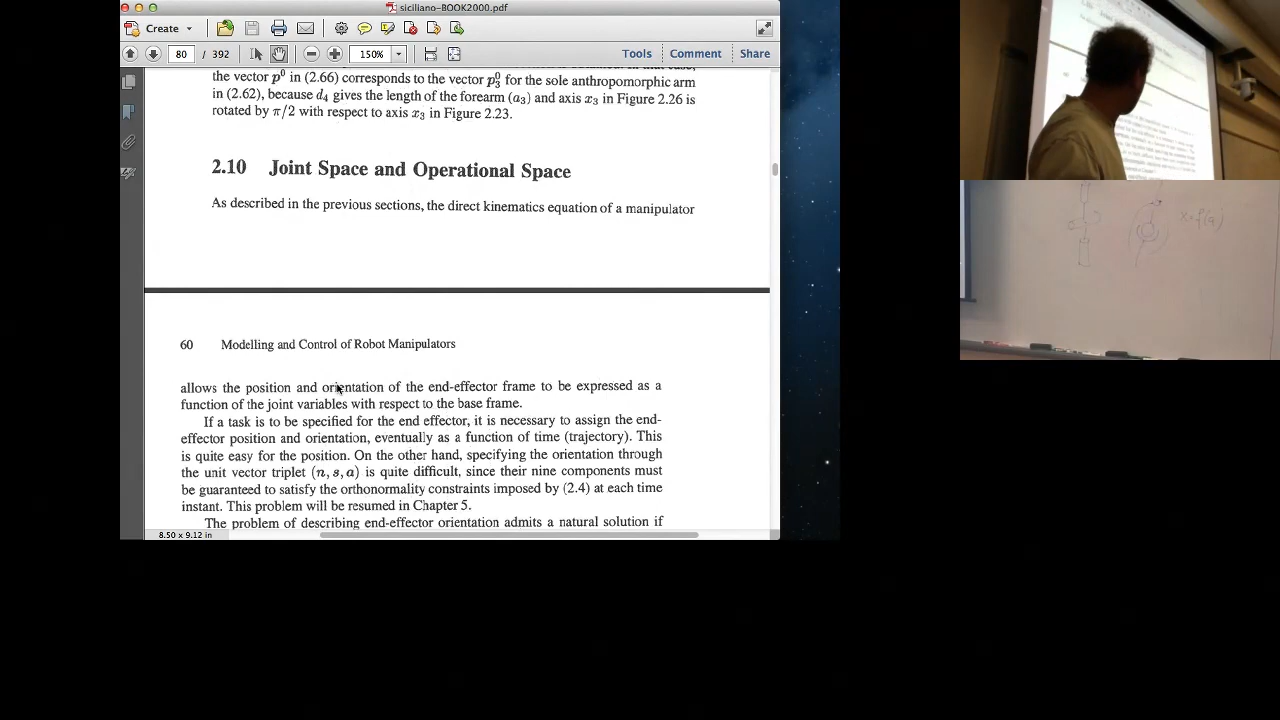 siciliano-BOOK2000.pdf
Create
80 / 392 150% Tools Comment Share
the vector p⁰ in (2.66) corresponds to the vector p₃⁰ for the sole anthropomorphic arm
in (2.62), because d₄ gives the length of the forearm (a₃) and axis x₃ in Figure 2.26 is
rotated by π/2 with respect to axis x₃ in Figure 2.23.
2.10 Joint Space and Operational Space
As described in the previous sections, the direct kinematics equation of a manipulator
60 Modelling and Control of Robot Manipulators
allows the position and orientation of the end-effector frame to be expressed as a
function of the joint variables with respect to the base frame.
If a task is to be specified for the end effector, it is necessary to assign the end-
effector position and orientation, eventually as a function of time (trajectory). This
is quite easy for the position. On the other hand, specifying the orientation through
the unit vector triplet (n, s, a) is quite difficult, since their nine components must
be guaranteed to satisfy the orthonormality constraints imposed by (2.4) at each time
instant. This problem will be resumed in Chapter 5.
The problem of describing end-effector orientation admits a natural solution if
8.50 x 9.12 in
x=f(q)